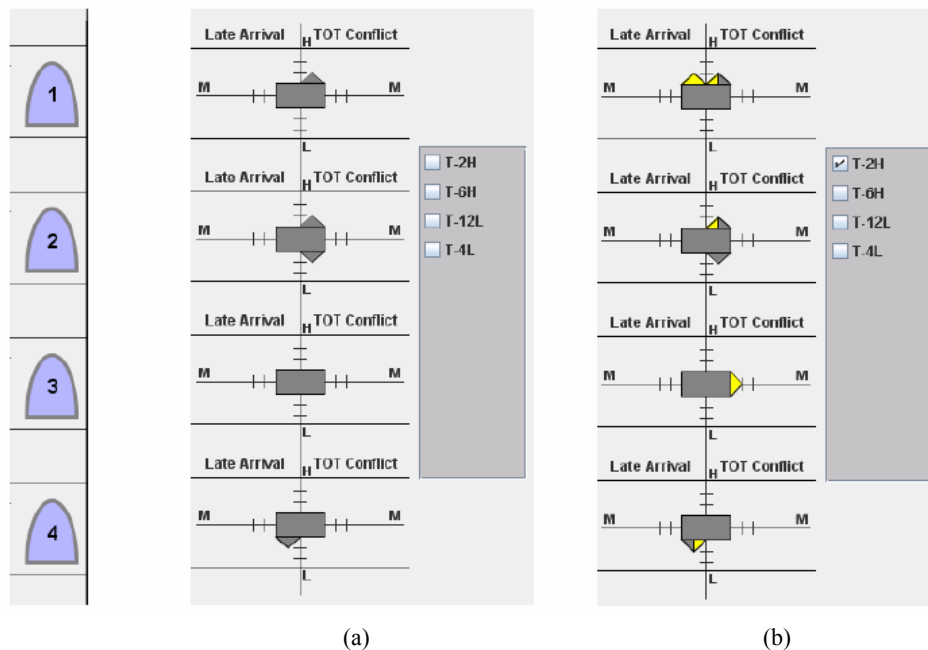 Late Arrival H TOT Conflict
M M
L
Late Arrival H TOT Conflict
M M
L
Late Arrival H TOT Conflict
M M
L
Late Arrival H TOT Conflict
M M
L
T-2H
T-6H
T-12L
T-4L
Late Arrival H TOT Conflict
M M
L
Late Arrival H TOT Conflict
M M
L
Late Arrival H TOT Conflict
M M
L
Late Arrival H TOT Conflict
M M
L
T-2H
T-6H
T-12L
T-4L
1
2
3
4
(a)
(b)